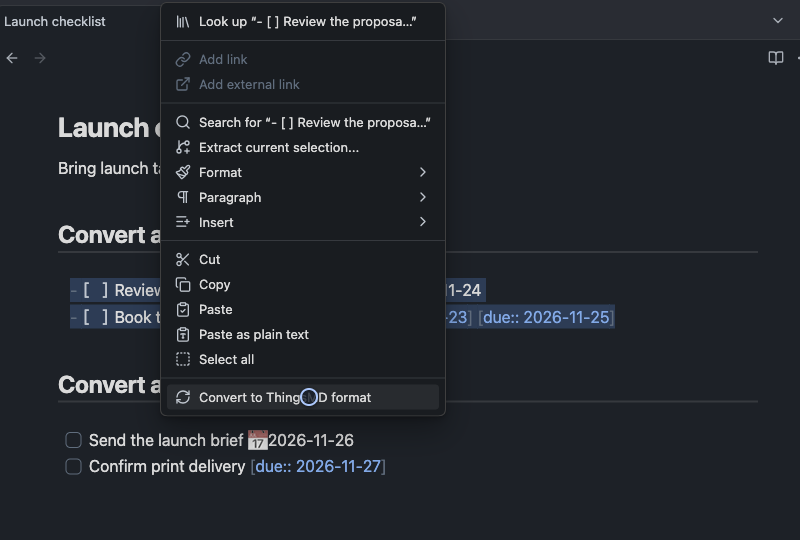 Launch checklist
Look up “- [ ] Review the proposa...”
Add link
Add external link
Search for “- [ ] Review the proposa...”
Extract current selection...
Format
Paragraph
Insert
Cut
Copy
Paste
Paste as plain text
Select all
Convert to ThingsMD format
Launch
Bring launch
Convert
- [ ] Review 11-24
- [ ] Book -23] [due:: 2026-11-25]
Convert
Send the launch brief 📅2026-11-26
Confirm print delivery [due:: 2026-11-27]